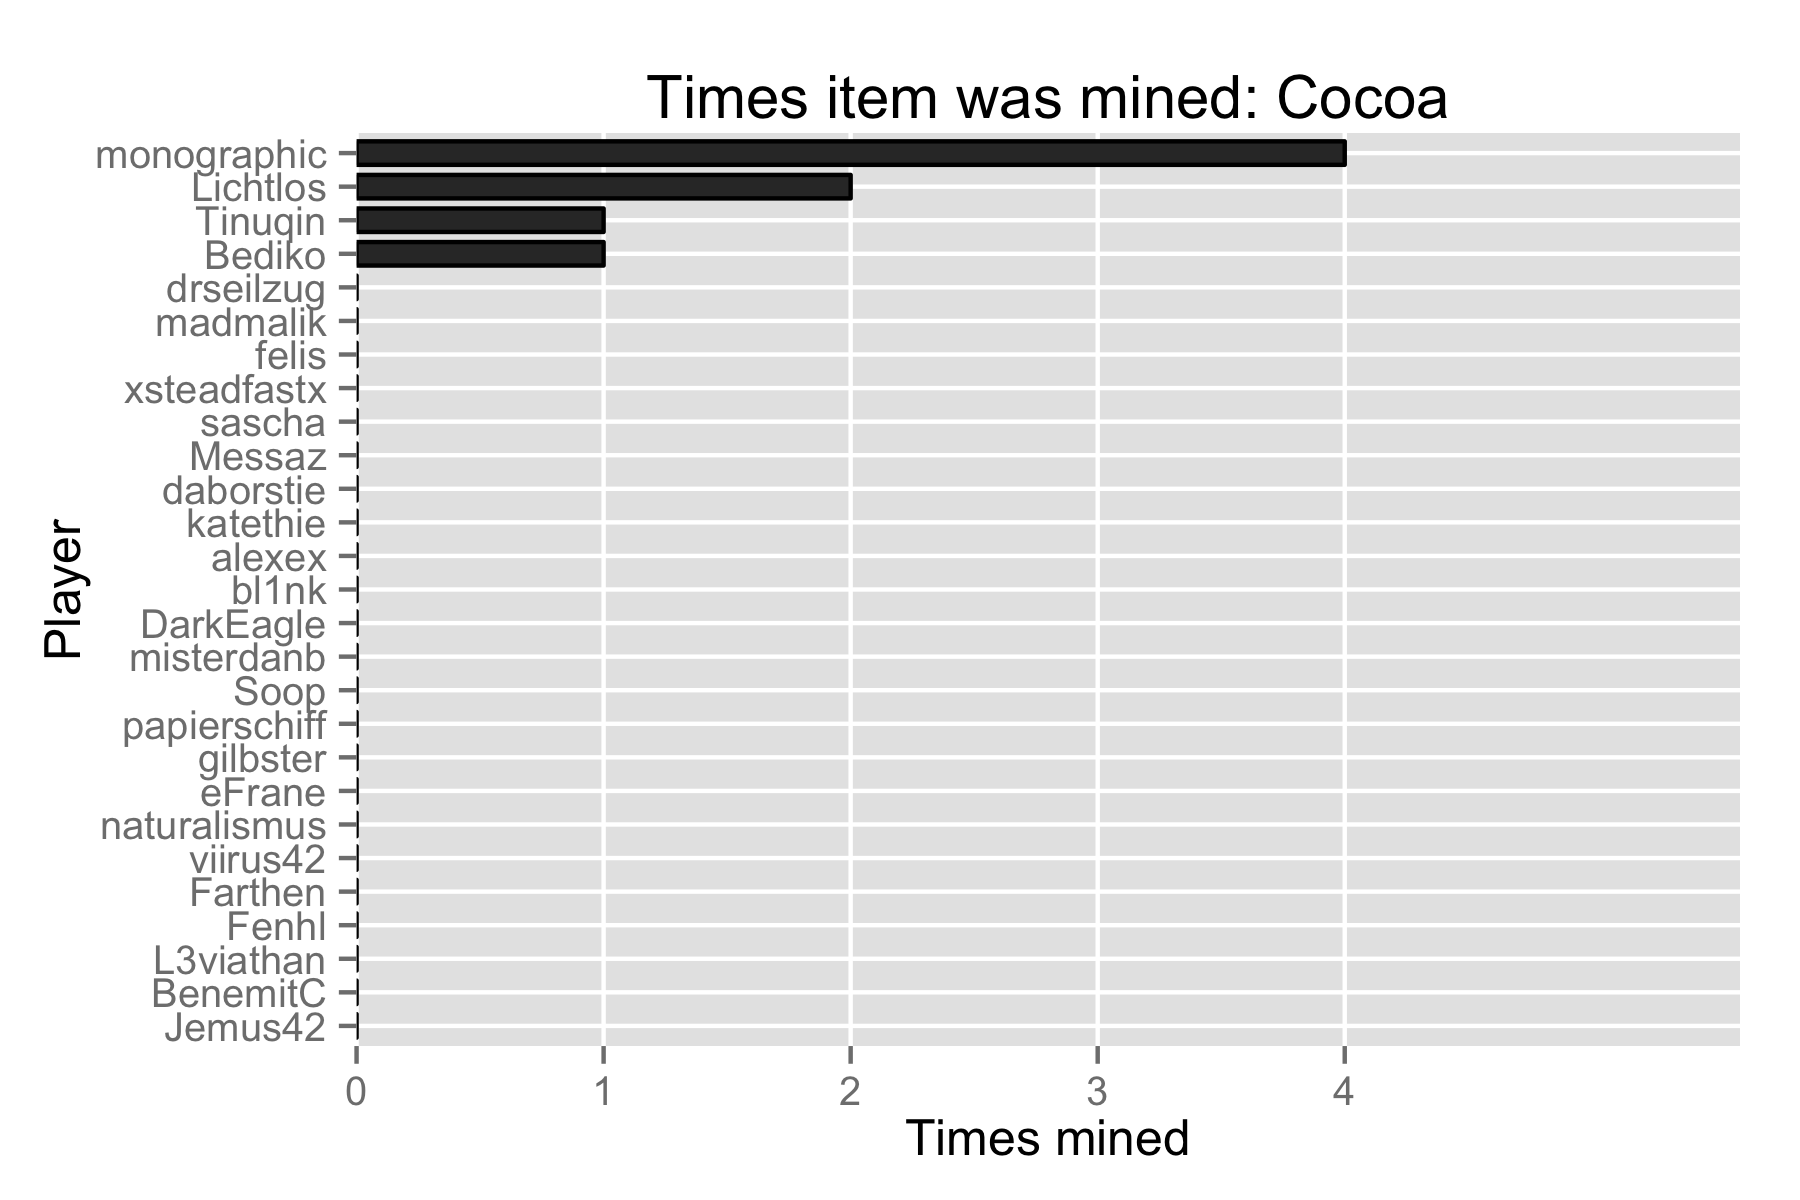 Times item was mined: Cocoa
monographic
Lichtlos
Tinuqin
Bediko
drseilzug
madmalik
felis
xsteadfastx
sascha
Messaz
daborstie
katethie
alexex
bl1nk
DarkEagle
misterdanb
Soop
papierschiff
gilbster
eFrane
naturalismus
viirus42
Farthen
Fenhl
L3viathan
BenemitC
Jemus42
Player
0 1 2 3 4
Times mined